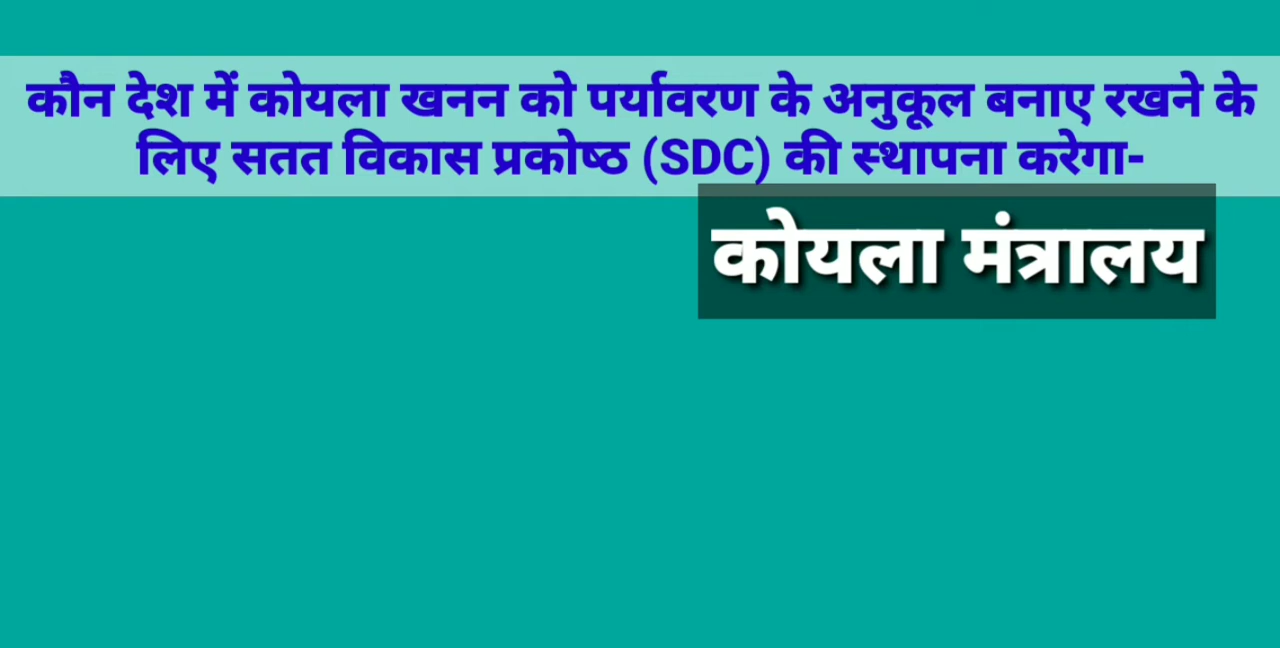 कौन देश में कोयला खनन को पर्यावरण के अनुकूल बनाए रखने के
लिए सतत विकास प्रकोष्ठ (SDC) की स्थापना करेगा-
कोयला मंत्रालय